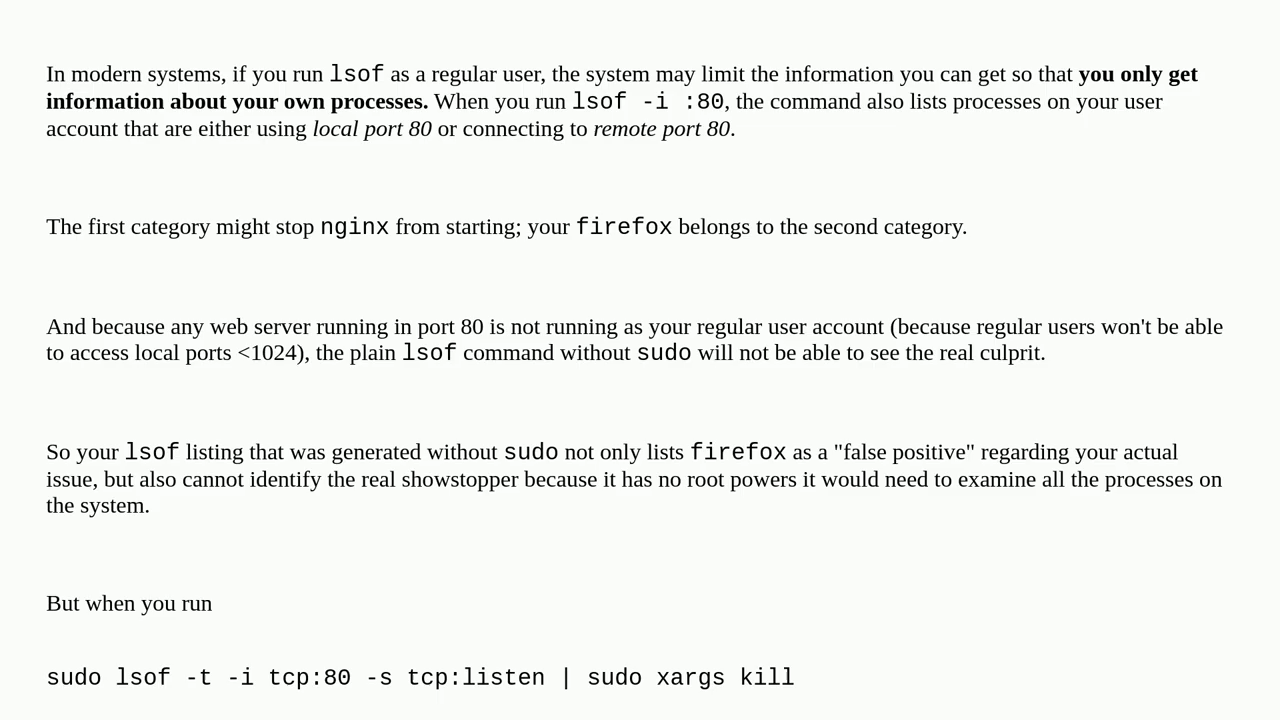 In modern systems, if you run lsof as a regular user, the system may limit the information you can get so that you only get
information about your own processes. When you run lsof -i :80, the command also lists processes on your user
account that are either using local port 80 or connecting to remote port 80.
The first category might stop nginx from starting; your firefox belongs to the second category.
And because any web server running in port 80 is not running as your regular user account (because regular users won't be able
to access local ports <1024), the plain lsof command without sudo will not be able to see the real culprit.
So your lsof listing that was generated without sudo not only lists firefox as a "false positive" regarding your actual
issue, but also cannot identify the real showstopper because it has no root powers it would need to examine all the processes on
the system.
But when you run
sudo lsof -t -i tcp:80 -s tcp:listen | sudo xargs kill